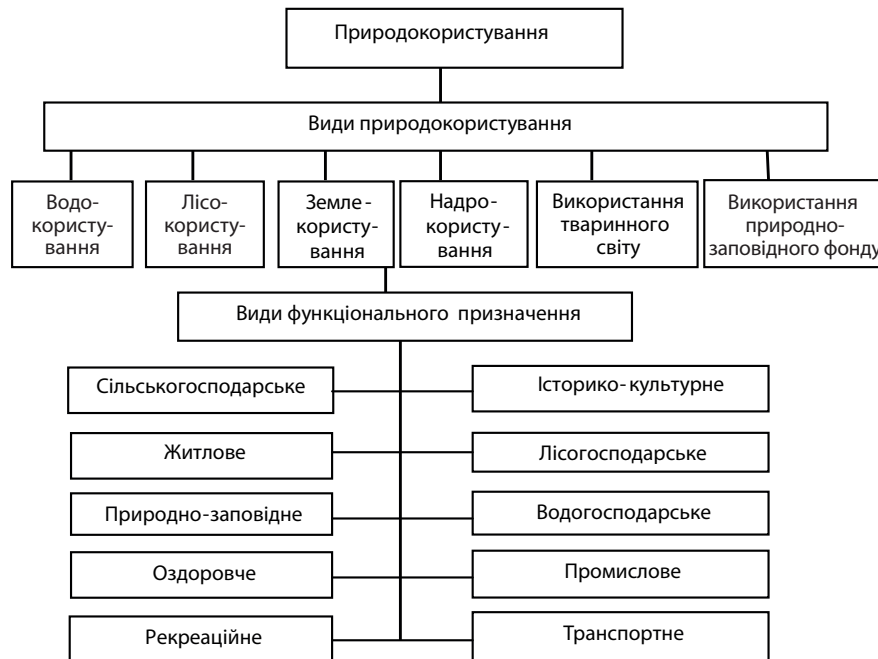 Природокористування
Види природокористування
Водо-
користу-
вання
Лісо-
користу-
вання
Земле-
користу-
вання
Надро-
користу-
вання
Використання
тваринного
світу
Використання
природно-
заповідного фонду
Види функціонального призначення
Сільськогосподарське
Історико-культурне
Житлове
Лісогосподарське
Природно-заповідне
Водогосподарське
Оздоровче
Промислове
Рекреаційне
Транспортне